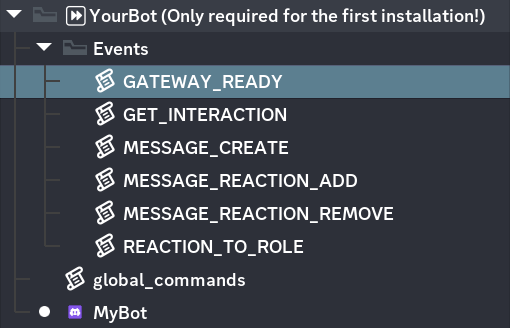 YourBot (Only required for the first installation!)
Events
GATEWAY_READY
GET_INTERACTION
MESSAGE_CREATE
MESSAGE_REACTION_ADD
MESSAGE_REACTION_REMOVE
REACTION_TO_ROLE
global_commands
MyBot